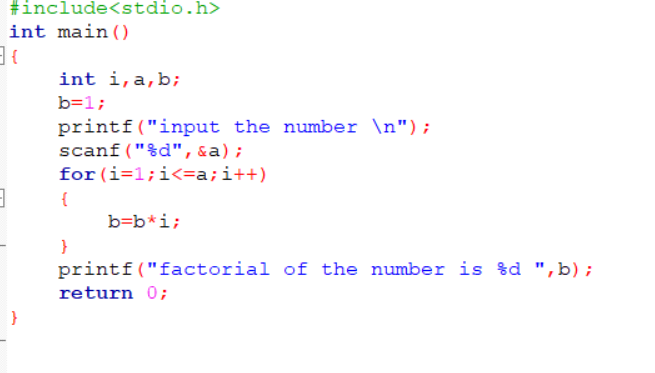 #include<stdio.h>
int main()
{
    int i,a,b;
    b=1;
    printf("input the number \n");
    scanf("%d",&a);
    for(i=1;i<=a;i++)
    {
        b=b*i;
    }
    printf("factorial of the number is %d ",b);
    return 0;
}